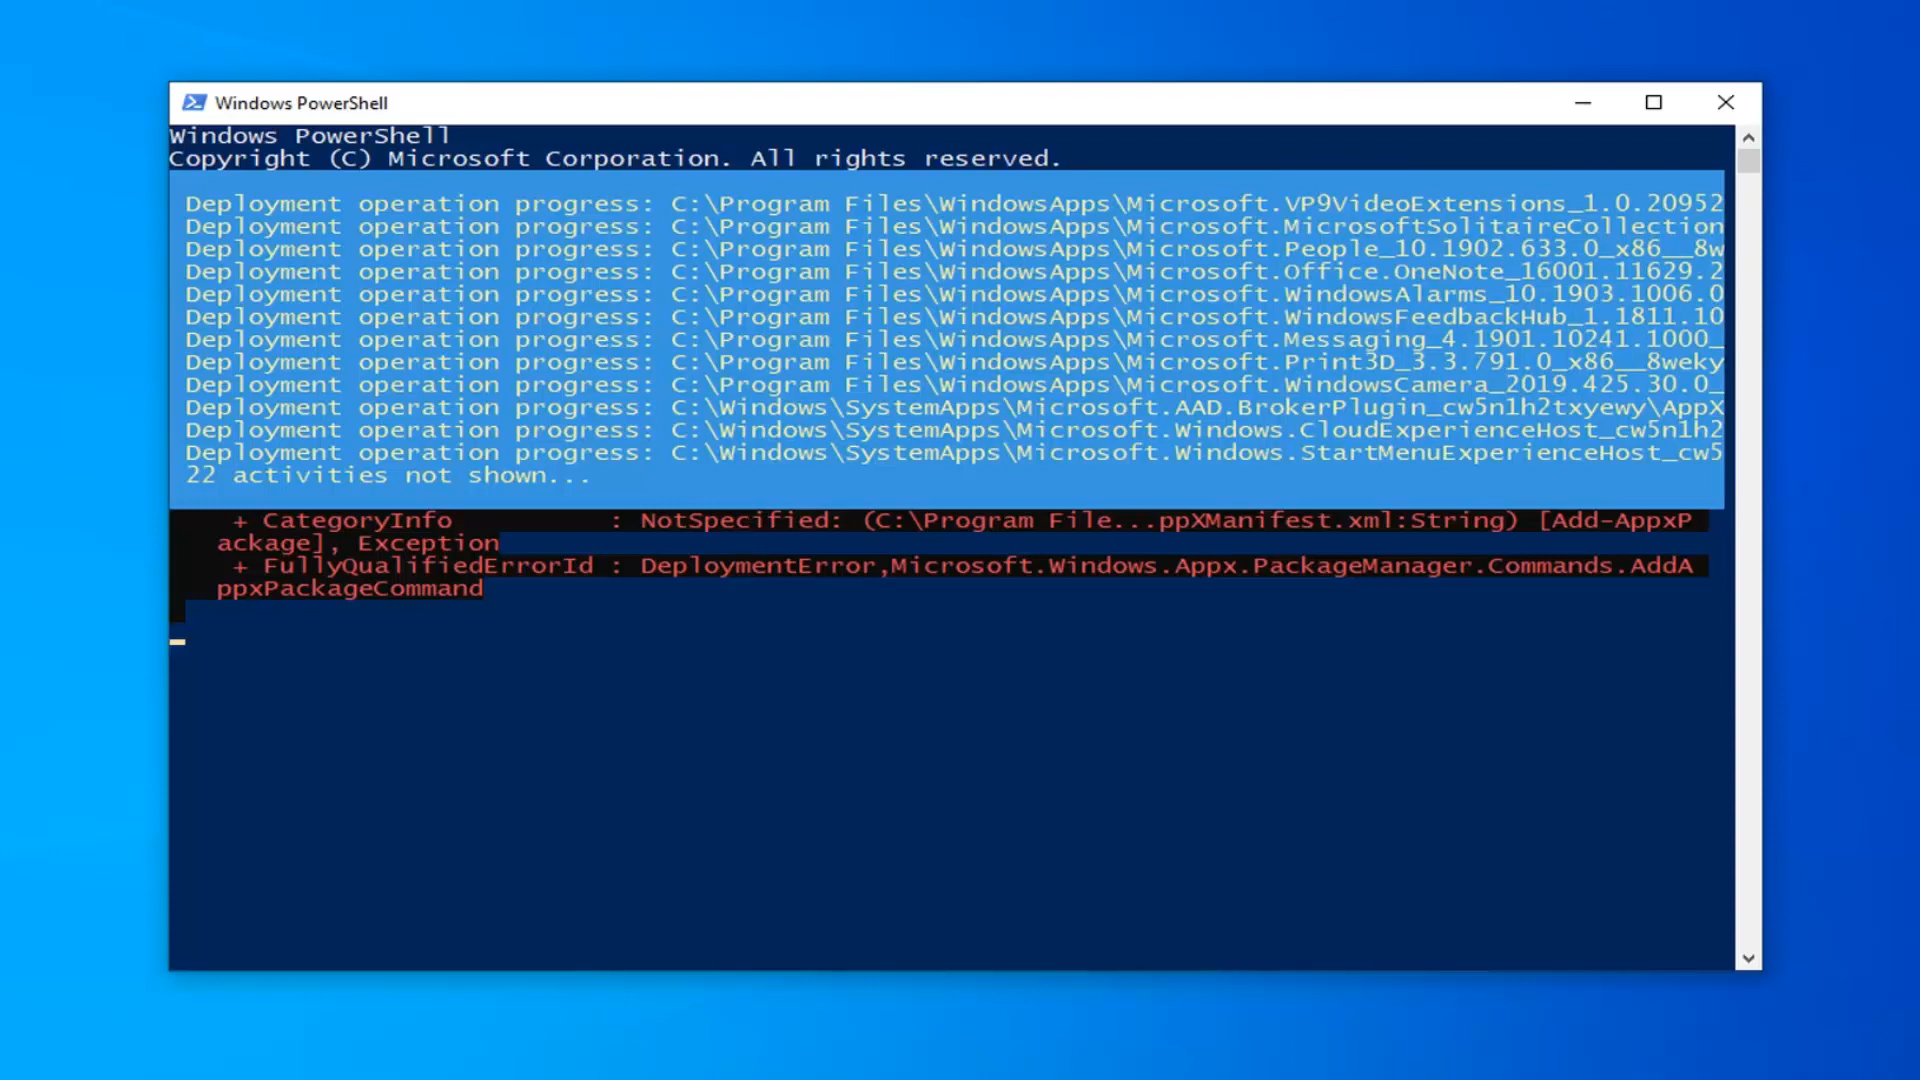 Windows PowerShell
Windows PowerShell
Copyright (C) Microsoft Corporation. All rights reserved.
Deployment operation progress: C:\Program Files\WindowsApps\Microsoft.VP9VideoExtensions_1.0.20952
Deployment operation progress: C:\Program Files\WindowsApps\Microsoft.MicrosoftSolitaireCollection
Deployment operation progress: C:\Program Files\WindowsApps\Microsoft.People_10.1902.633.0_x86__8w
Deployment operation progress: C:\Program Files\WindowsApps\Microsoft.Office.OneNote_16001.11629.2
Deployment operation progress: C:\Program Files\WindowsApps\Microsoft.WindowsAlarms_10.1903.1006.0
Deployment operation progress: C:\Program Files\WindowsApps\Microsoft.WindowsFeedbackHub_1.1811.10
Deployment operation progress: C:\Program Files\WindowsApps\Microsoft.Messaging_4.1901.10241.1000_
Deployment operation progress: C:\Program Files\WindowsApps\Microsoft.Print3D_3.3.791.0_x86__8weky
Deployment operation progress: C:\Program Files\WindowsApps\Microsoft.WindowsCamera_2019.425.30.0_
Deployment operation progress: C:\Windows\SystemApps\Microsoft.AAD.BrokerPlugin_cw5n1h2txyewy\AppX
Deployment operation progress: C:\Windows\SystemApps\Microsoft.Windows.CloudExperienceHost_cw5n1h2
Deployment operation progress: C:\Windows\SystemApps\Microsoft.Windows.StartMenuExperienceHost_cw5
22 activities not shown...
+ CategoryInfo : NotSpecified: (C:\Program File...ppXManifest.xml:String) [Add-AppxP
ackage], Exception
+ FullyQualifiedErrorId : DeploymentError,Microsoft.Windows.Appx.PackageManager.Commands.AddA
ppxPackageCommand